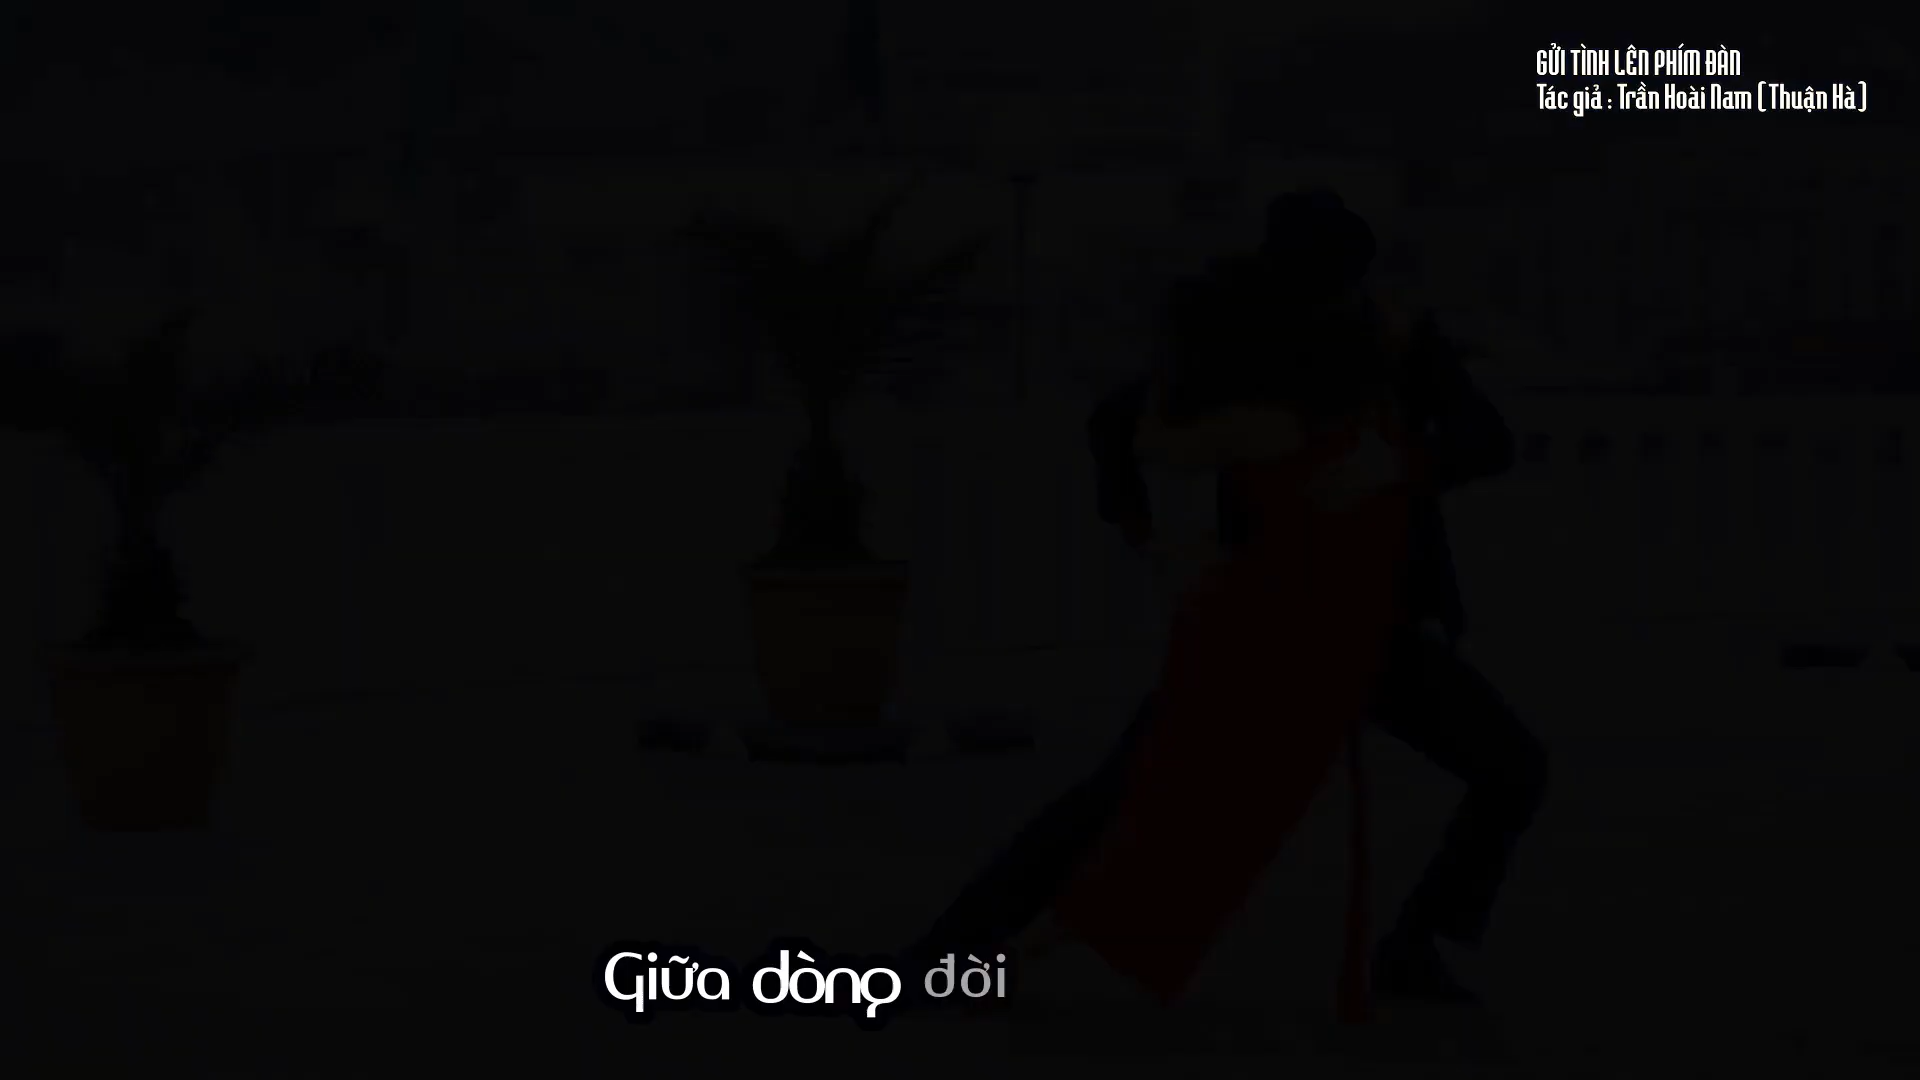 GỬI TÌNH LÊN PHÍM ĐÀN
Tác giả : Trần Hoài Nam (Thuận Hà)
Giữa dòng đời